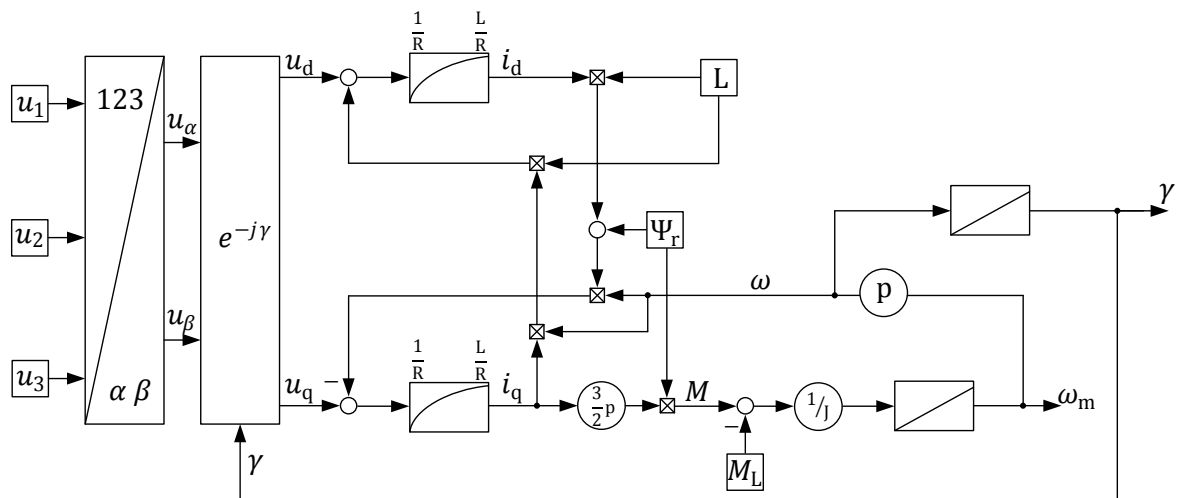 1/R L/R
u_d i_d L
123
u_1 u_α
γ
u_2 e^{-jγ} Ψ_r
ω p
u_β
1/R L/R
u_3 −
α β u_q i_q 3/2 p M 1/J ω_m
−
γ M_L